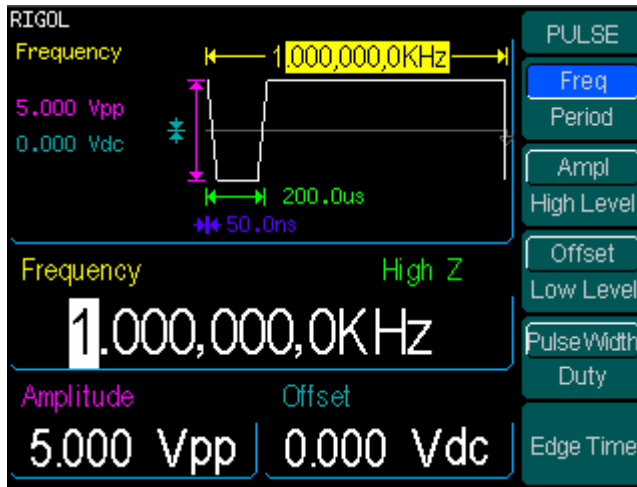 RIGOL
Frequency
1.000,000,0KHz
5.000 Vpp
0.000 Vdc
200.0us
50.0ns
Frequency
High Z
1.000,000,0KHz
Amplitude
Offset
5.000 Vpp
0.000 Vdc
PULSE
Freq
Period
Ampl
High Level
Offset
Low Level
Pulse Width
Duty
Edge Time